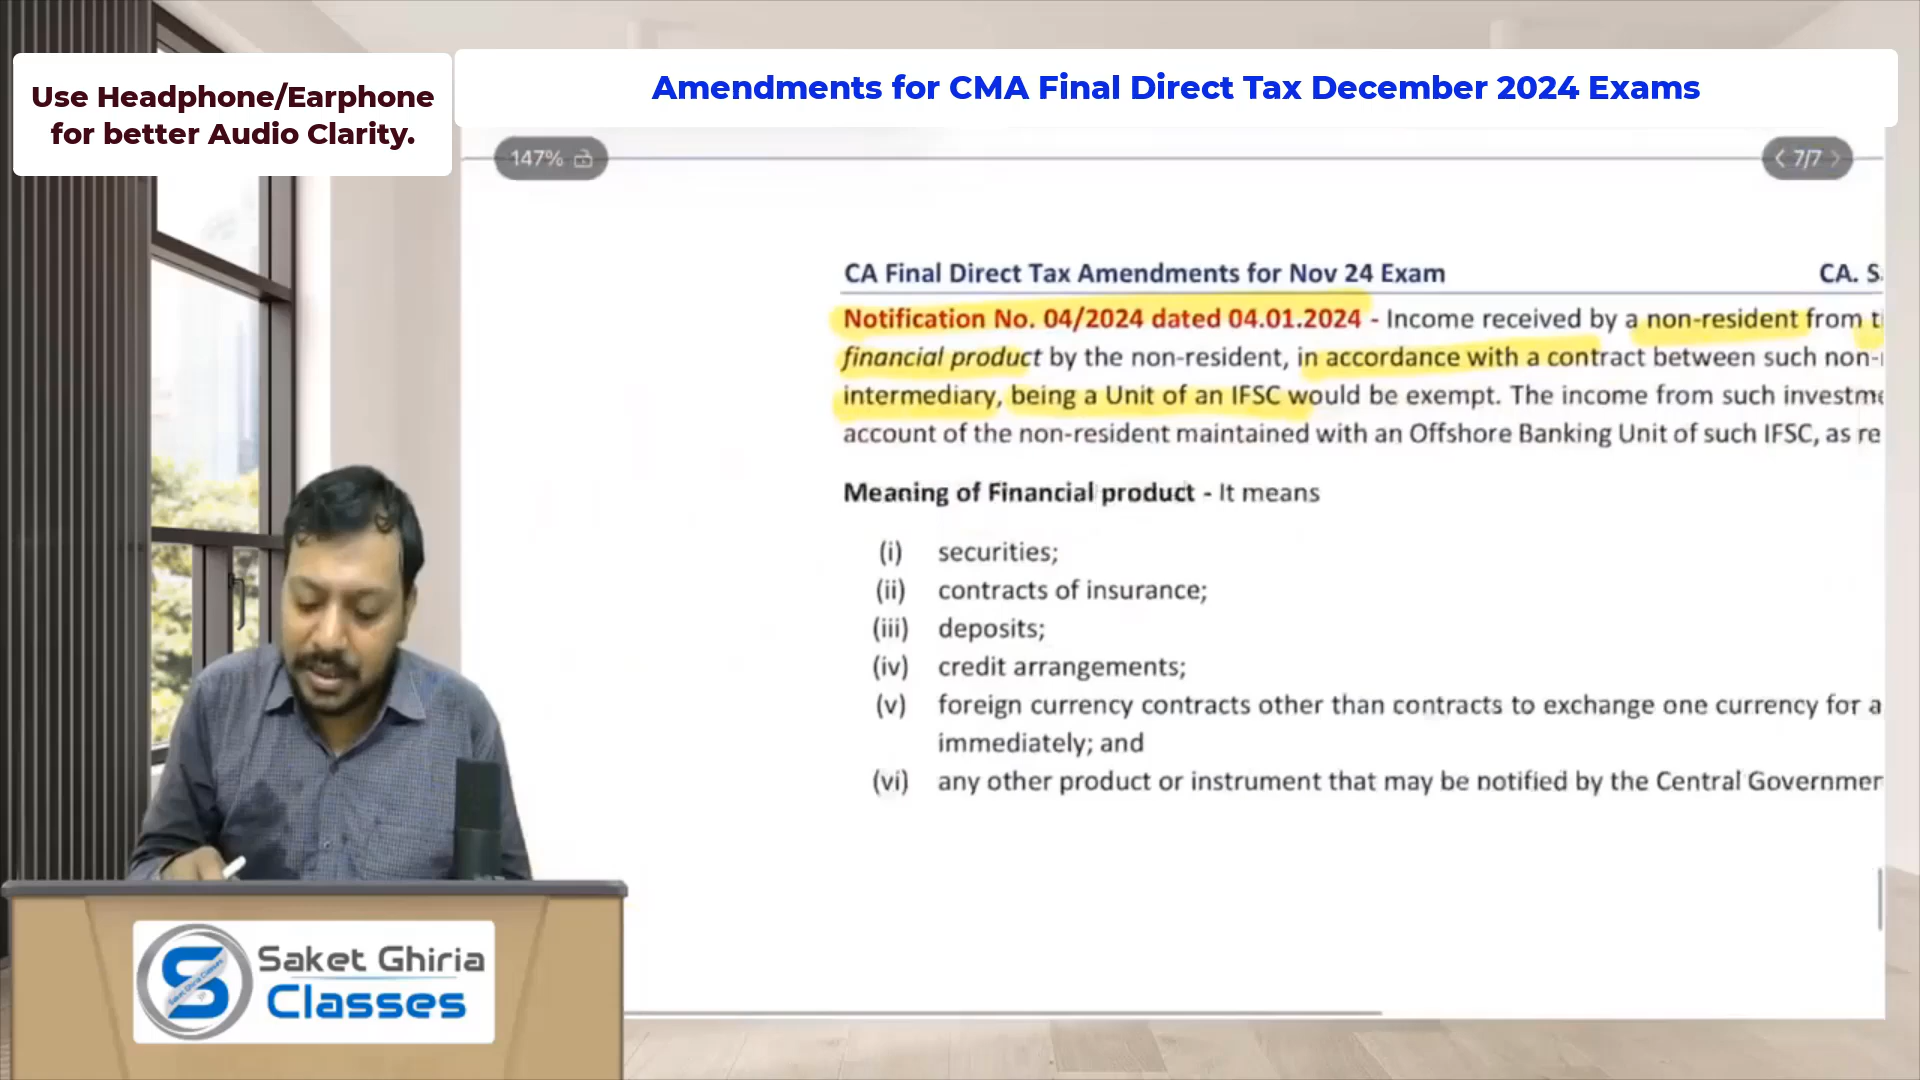 Use Headphone/Earphone
for better Audio Clarity.
Amendments for CMA Final Direct Tax December 2024 Exams
147%
7/7
CA Final Direct Tax Amendments for Nov 24 Exam
CA. S
Notification No. 04/2024 dated 04.01.2024 - Income received by a non-resident from
financial product by the non-resident, in accordance with a contract between such non-
intermediary, being a Unit of an IFSC would be exempt. The income from such
account of the non-resident maintained with an Offshore Banking Unit of such IFSC, as
Meaning of Financial product - It means
(i) securities;
(ii) contracts of insurance;
(iii) deposits;
(iv) credit arrangements;
(v) foreign currency contracts other than contracts to exchange one currency for
immediately; and
(vi) any other product or instrument that may be notified by the Central
Saket Ghiria
Classes